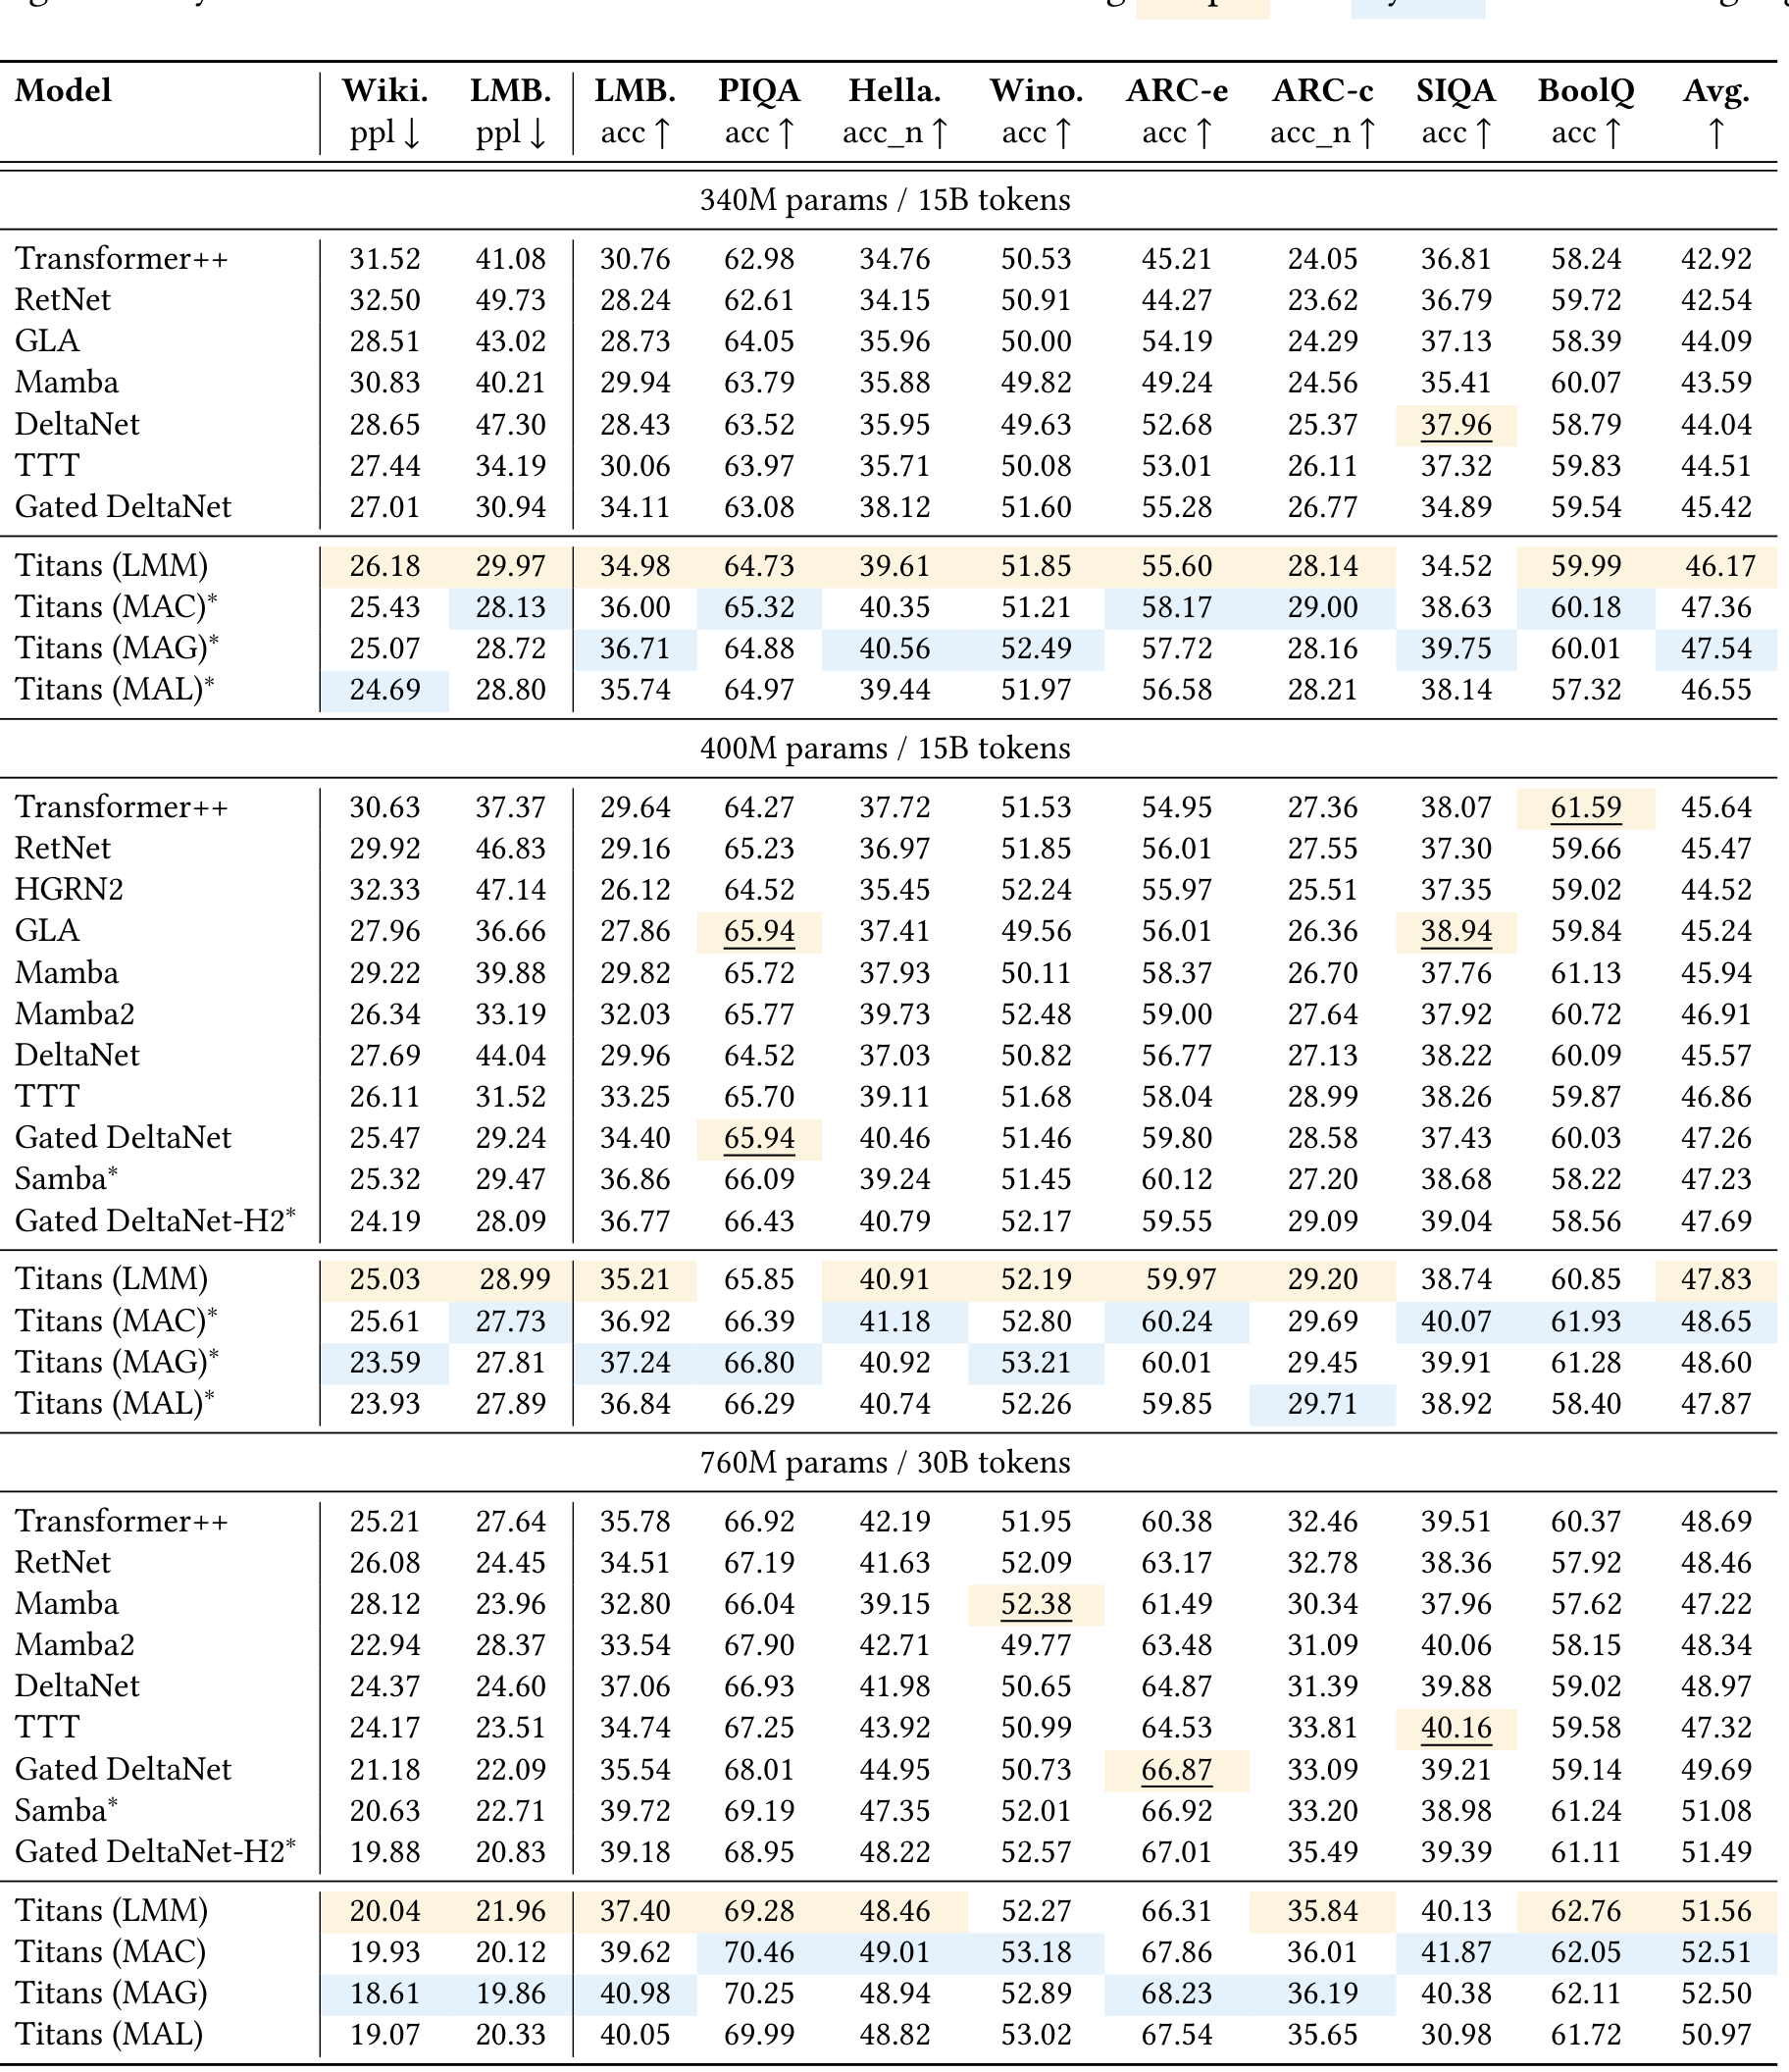 Model Wiki. LMB. LMB. PIQA Hella. Wino. ARC-e ARC-c SIQA BoolQ Avg.
ppl ↓ ppl ↓ acc ↑ acc ↑ acc_n ↑ acc ↑ acc ↑ acc_n ↑ acc ↑ acc ↑ ↑
340M params / 15B tokens
Transformer++ 31.52 41.08 30.76 62.98 34.76 50.53 45.21 24.05 36.81 58.24 42.92
RetNet 32.50 49.73 28.24 62.61 34.15 50.91 44.27 23.62 36.79 59.72 42.54
GLA 28.51 43.02 28.73 64.05 35.96 50.00 54.19 24.29 37.13 58.39 44.09
Mamba 30.83 40.21 29.94 63.79 35.88 49.82 49.24 24.56 35.41 60.07 43.59
DeltaNet 28.65 47.30 28.43 63.52 35.95 49.63 52.68 25.37 37.96 58.79 44.04
TTT 27.44 34.19 30.06 63.97 35.71 50.08 53.01 26.11 37.32 59.83 44.51
Gated DeltaNet 27.01 30.94 34.11 63.08 38.12 51.60 55.28 26.77 34.89 59.54 45.42
Titans (LMM) 26.18 29.97 34.98 64.73 39.61 51.85 55.60 28.14 34.52 59.99 46.17
Titans (MAC)* 25.43 28.13 36.00 65.32 40.35 51.21 58.17 29.00 38.63 60.18 47.36
Titans (MAG)* 25.07 28.72 36.71 64.88 40.56 52.49 57.72 28.16 39.75 60.01 47.54
Titans (MAL)* 24.69 28.80 35.74 64.97 39.44 51.97 56.58 28.21 38.14 57.32 46.55
400M params / 15B tokens
Transformer++ 30.63 37.37 29.64 64.27 37.72 51.53 54.95 27.36 38.07 61.59 45.64
RetNet 29.92 46.83 29.16 65.23 36.97 51.85 56.01 27.55 37.30 59.66 45.47
HGRN2 32.33 47.14 26.12 64.52 35.45 52.24 55.97 25.51 37.35 59.02 44.52
GLA 27.96 36.66 27.86 65.94 37.41 49.56 56.01 26.36 38.94 59.84 45.24
Mamba 29.22 39.88 29.82 65.72 37.93 50.11 58.37 26.70 37.76 61.13 45.94
Mamba2 26.34 33.19 32.03 65.77 39.73 52.48 59.00 27.64 37.92 60.72 46.91
DeltaNet 27.69 44.04 29.96 64.52 37.03 50.82 56.77 27.13 38.22 60.09 45.57
TTT 26.11 31.52 33.25 65.70 39.11 51.68 58.04 28.99 38.26 59.87 46.86
Gated DeltaNet 25.47 29.24 34.40 65.94 40.46 51.46 59.80 28.58 37.43 60.03 47.26
Samba* 25.32 29.47 36.86 66.09 39.24 51.45 60.12 27.20 38.68 58.22 47.23
Gated DeltaNet-H2* 24.19 28.09 36.77 66.43 40.79 52.17 59.55 29.09 39.04 58.56 47.69
Titans (LMM) 25.03 28.99 35.21 65.85 40.91 52.19 59.97 29.20 38.74 60.85 47.83
Titans (MAC)* 25.61 27.73 36.92 66.39 41.18 52.80 60.24 29.69 40.07 61.93 48.65
Titans (MAG)* 23.59 27.81 37.24 66.80 40.92 53.21 60.01 29.45 39.91 61.28 48.60
Titans (MAL)* 23.93 27.89 36.84 66.29 40.74 52.26 59.85 29.71 38.92 58.40 47.87
760M params / 30B tokens
Transformer++ 25.21 27.64 35.78 66.92 42.19 51.95 60.38 32.46 39.51 60.37 48.69
RetNet 26.08 24.45 34.51 67.19 41.63 52.09 63.17 32.78 38.36 57.92 48.46
Mamba 28.12 23.96 32.80 66.04 39.15 52.38 61.49 30.34 37.96 57.62 47.22
Mamba2 22.94 28.37 33.54 67.90 42.71 49.77 63.48 31.09 40.06 58.15 48.34
DeltaNet 24.37 24.60 37.06 66.93 41.98 50.65 64.87 31.39 39.88 59.02 48.97
TTT 24.17 23.51 34.74 67.25 43.92 50.99 64.53 33.81 40.16 59.58 47.32
Gated DeltaNet 21.18 22.09 35.54 68.01 44.95 50.73 66.87 33.09 39.21 59.14 49.69
Samba* 20.63 22.71 39.72 69.19 47.35 52.01 66.92 33.20 38.98 61.24 51.08
Gated DeltaNet-H2* 19.88 20.83 39.18 68.95 48.22 52.57 67.01 35.49 39.39 61.11 51.49
Titans (LMM) 20.04 21.96 37.40 69.28 48.46 52.27 66.31 35.84 40.13 62.76 51.56
Titans (MAC) 19.93 20.12 39.62 70.46 49.01 53.18 67.86 36.01 41.87 62.05 52.51
Titans (MAG) 18.61 19.86 40.98 70.25 48.94 52.89 68.23 36.19 40.38 62.11 52.50
Titans (MAL) 19.07 20.33 40.05 69.99 48.82 53.02 67.54 35.65 30.98 61.72 50.97